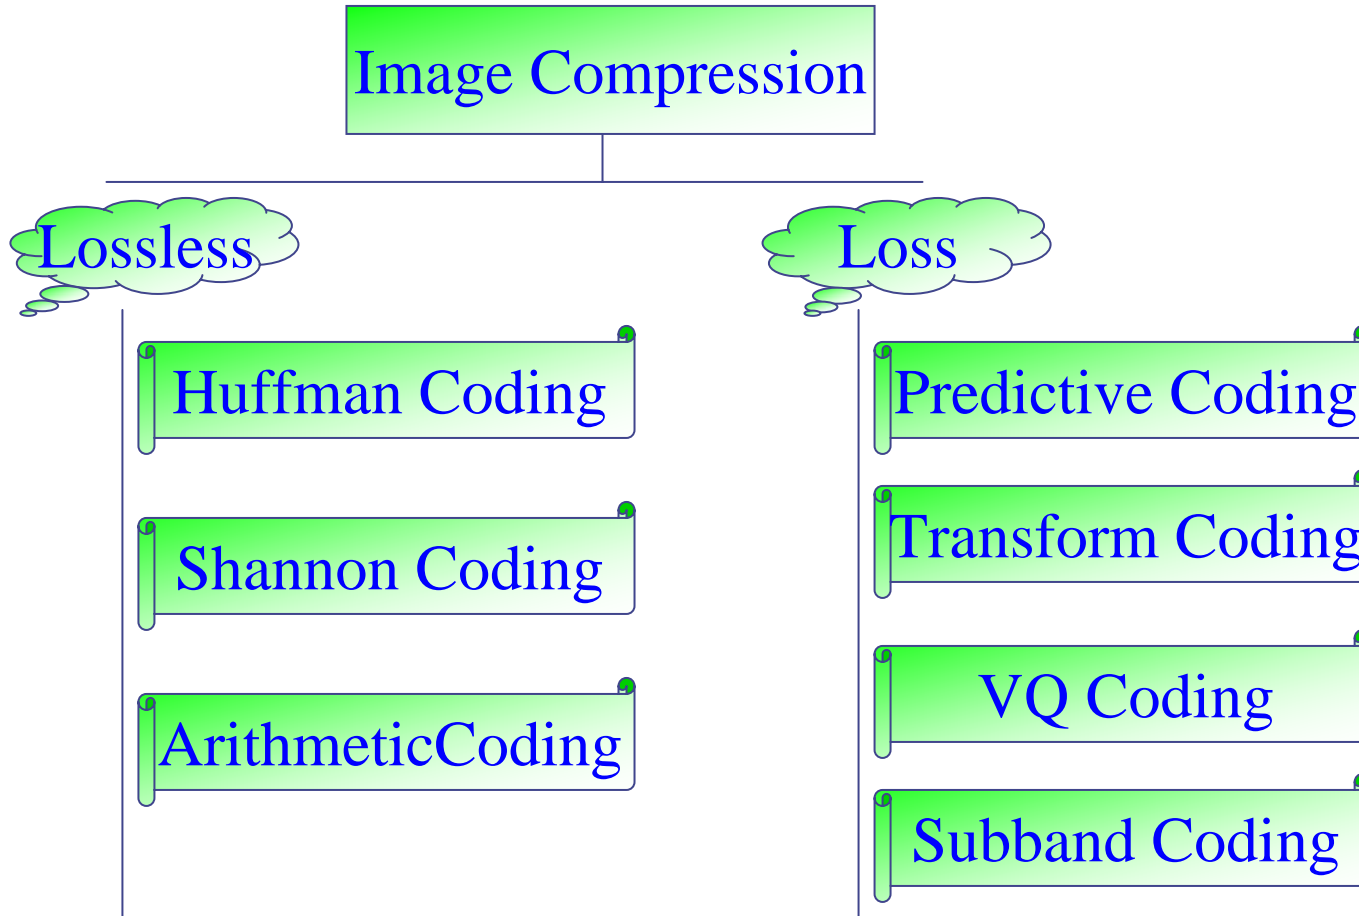 Image Compression
Lossless
Huffman Coding
Shannon Coding
ArithmeticCoding
Loss
Predictive Coding
Transform Coding
VQ Coding
Subband Coding